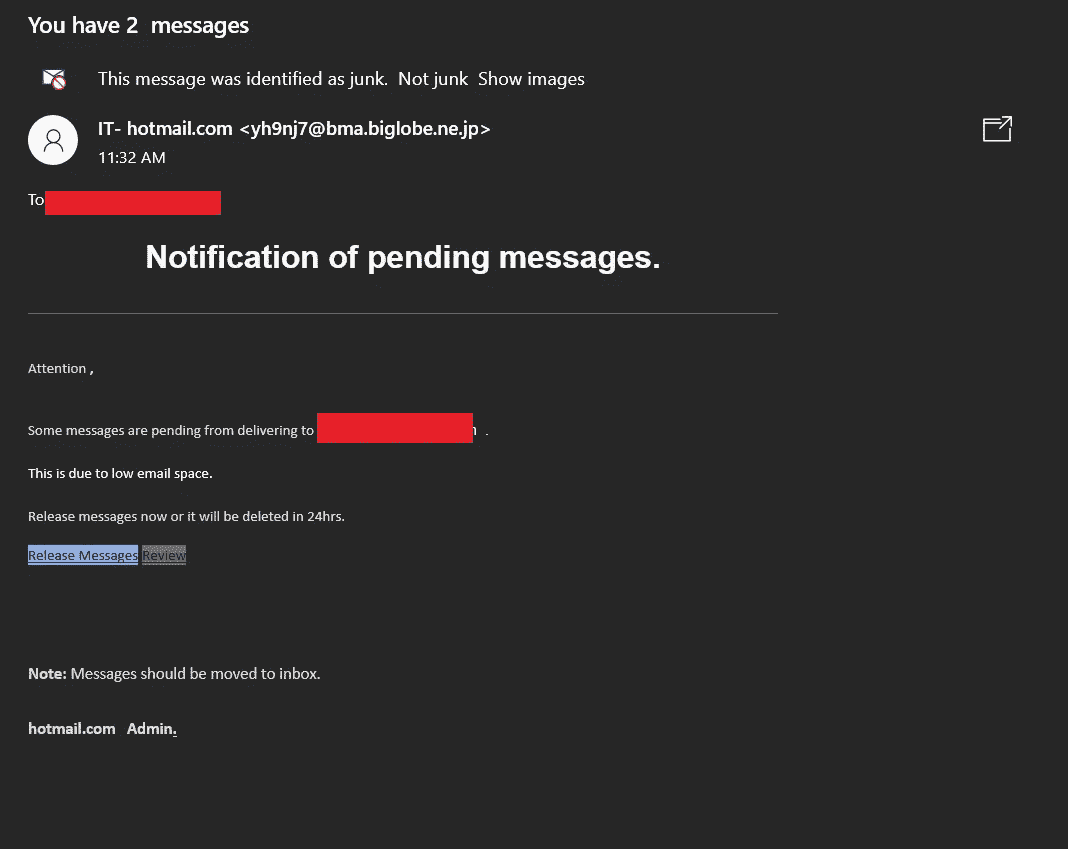 You have 2  messages
This message was identified as junk.  Not junk  Show images
IT- hotmail.com <yh9nj7@bma.biglobe.ne.jp>
11:32 AM
To
Notification of pending messages.
Attention ,
Some messages are pending from delivering to  .
This is due to low email space.
Release messages now or it will be deleted in 24hrs.
Release Messages Review
Note: Messages should be moved to inbox.
hotmail.com   Admin.